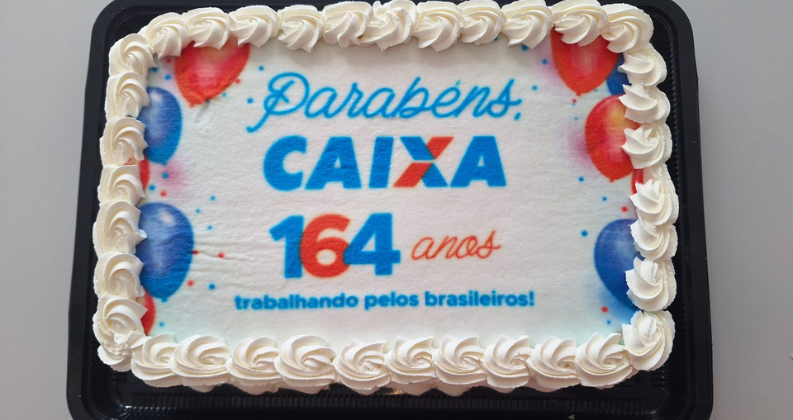 Parabéns,
CAIXA
164 anos
trabalhando pelos brasileiros!